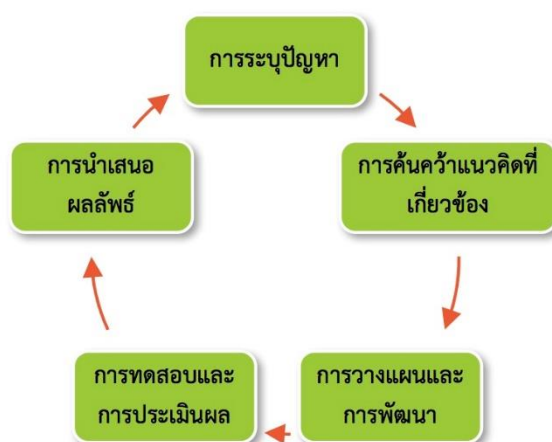 การระบุปัญหา
การค้นคว้าแนวคิดที่
เกี่ยวข้อง
การวางแผนและ
การพัฒนา
การทดสอบและ
การประเมินผล
การนำเสนอ
ผลลัพธ์